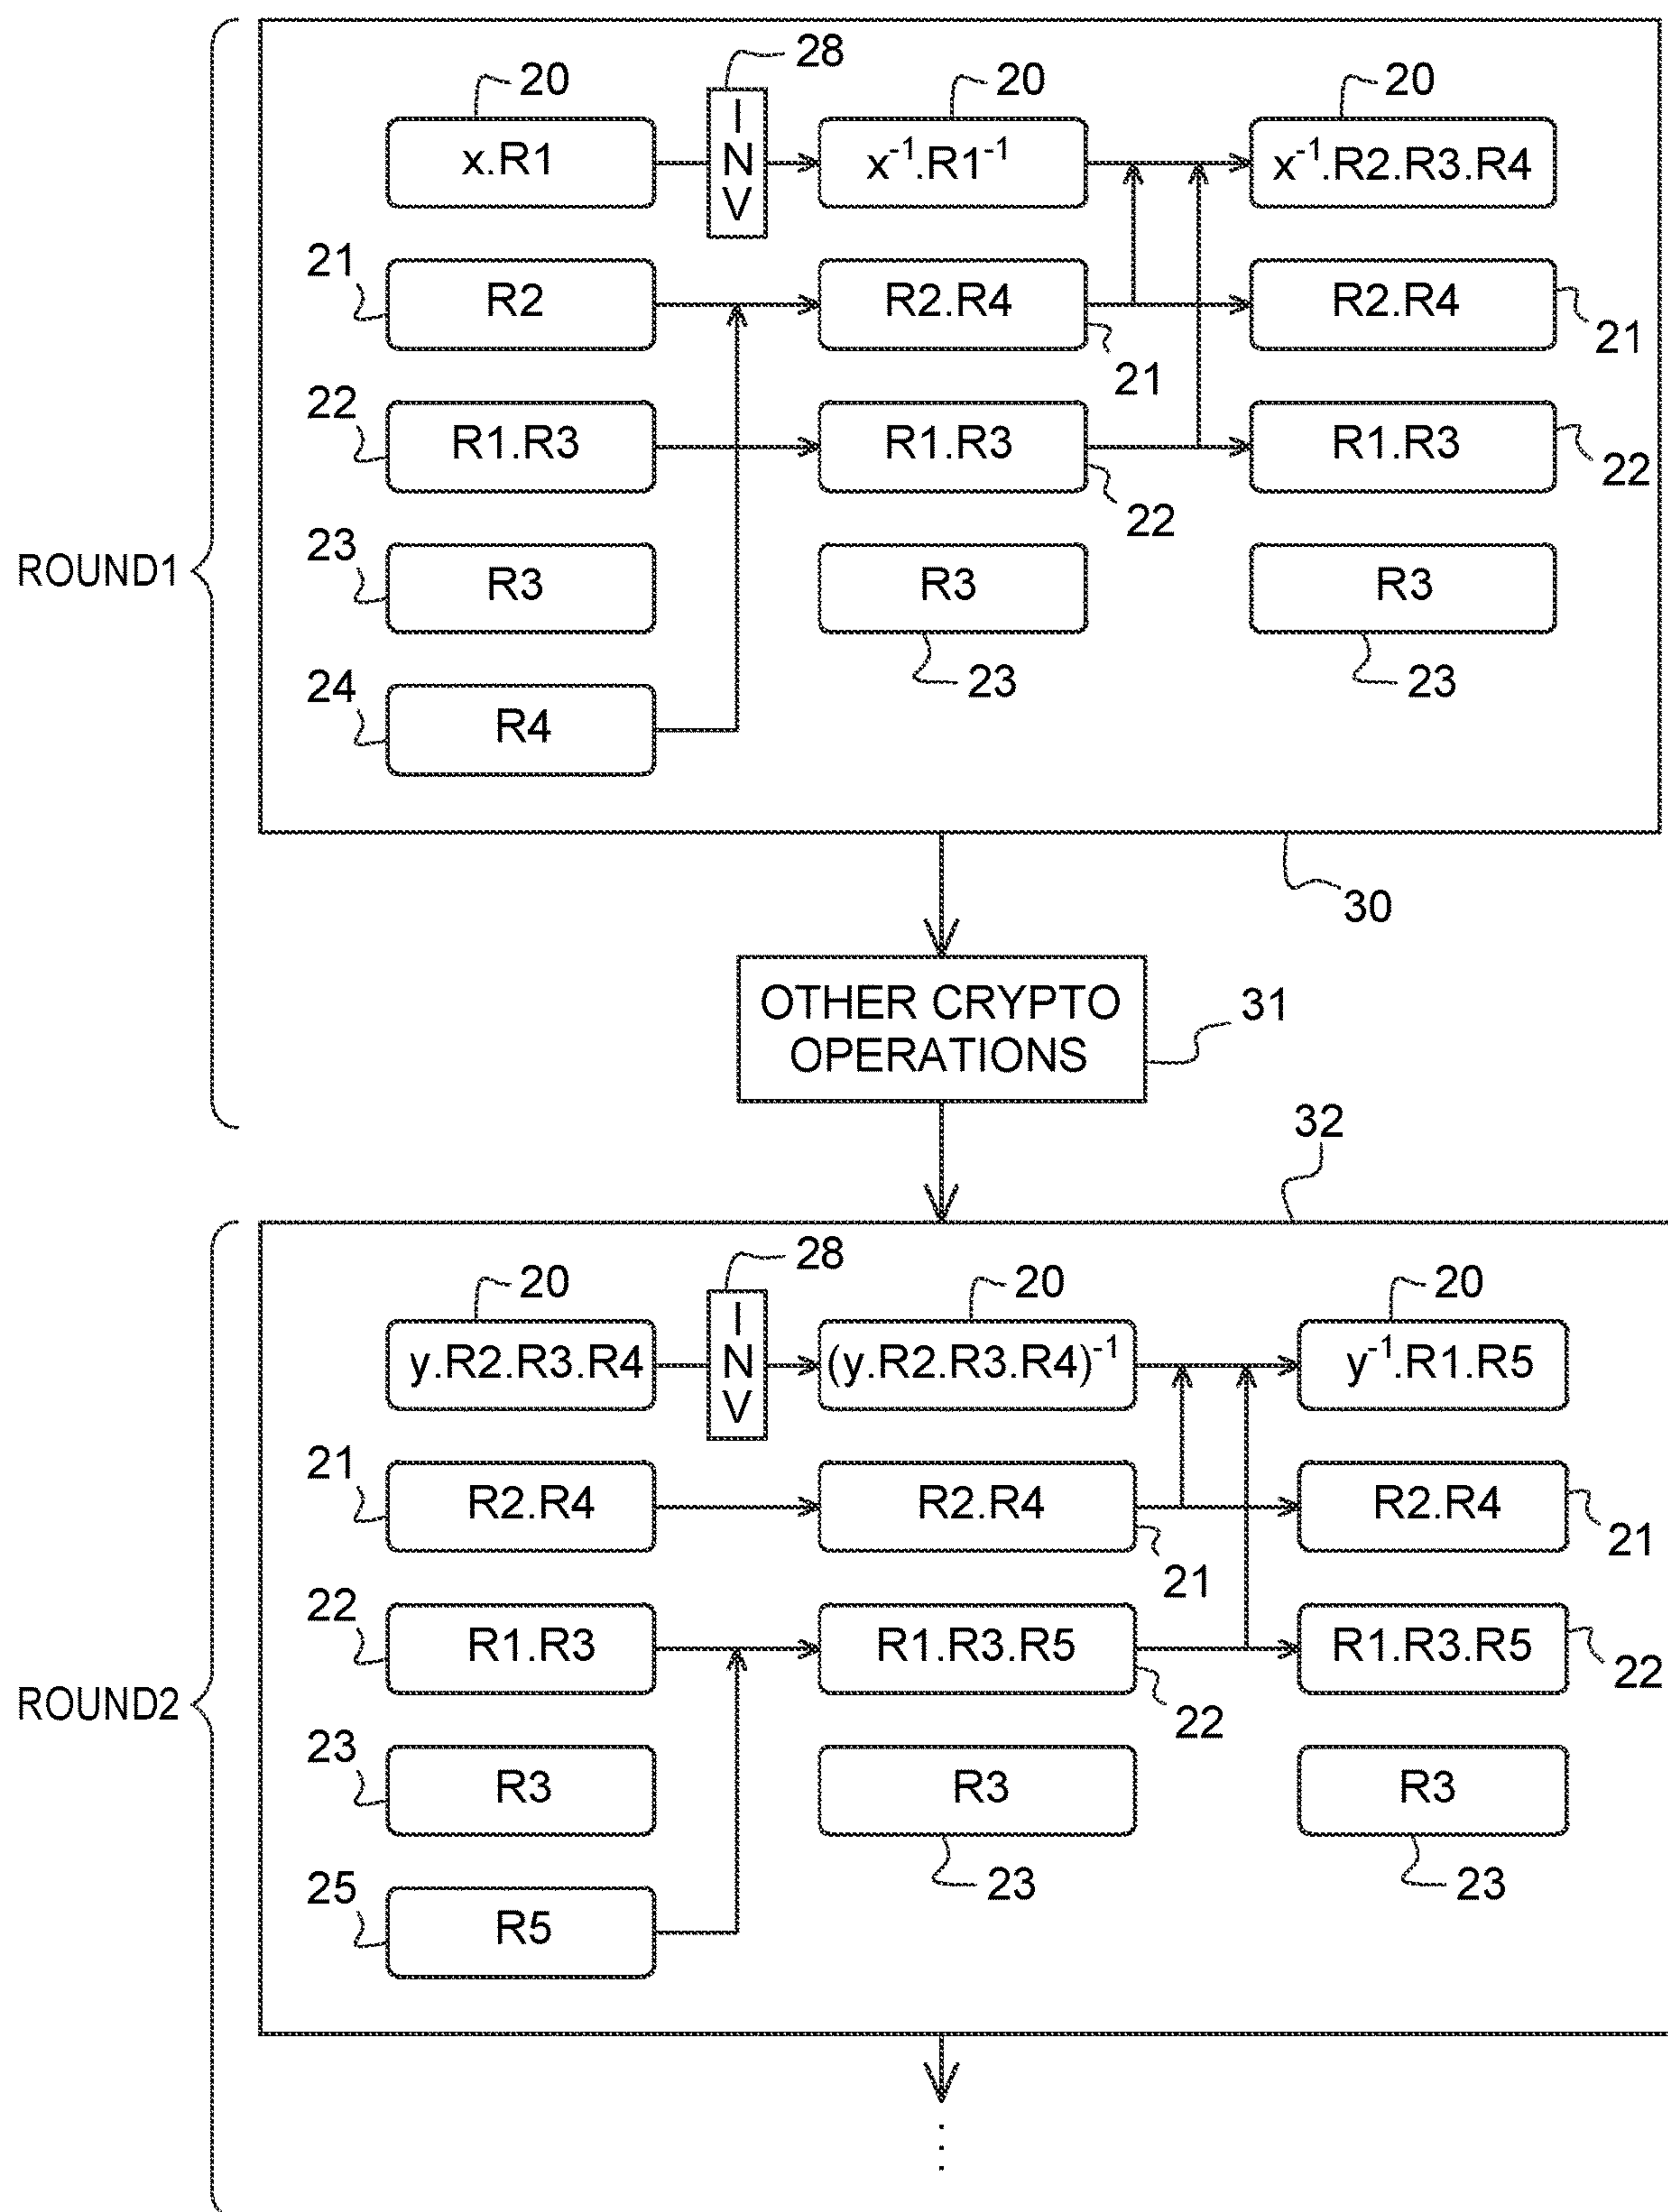 28
20 20 20
x.R1 I N V x⁻¹.R1⁻¹ x⁻¹.R2.R3.R4
21 R2 R2.R4 R2.R4
21 21
22 R1.R3 R1.R3 R1.R3
22 22
ROUND1
23 R3 R3 R3
23 23
24 R4
30
OTHER CRYPTO
OPERATIONS
31
32
28
20 20 20
y.R2.R3.R4 I N V (y.R2.R3.R4)⁻¹ y⁻¹.R1.R5
21 R2.R4 R2.R4 R2.R4
21 21
22 R1.R3 R1.R3.R5 R1.R3.R5
22 22
ROUND2
23 R3 R3 R3
23 23
25 R5